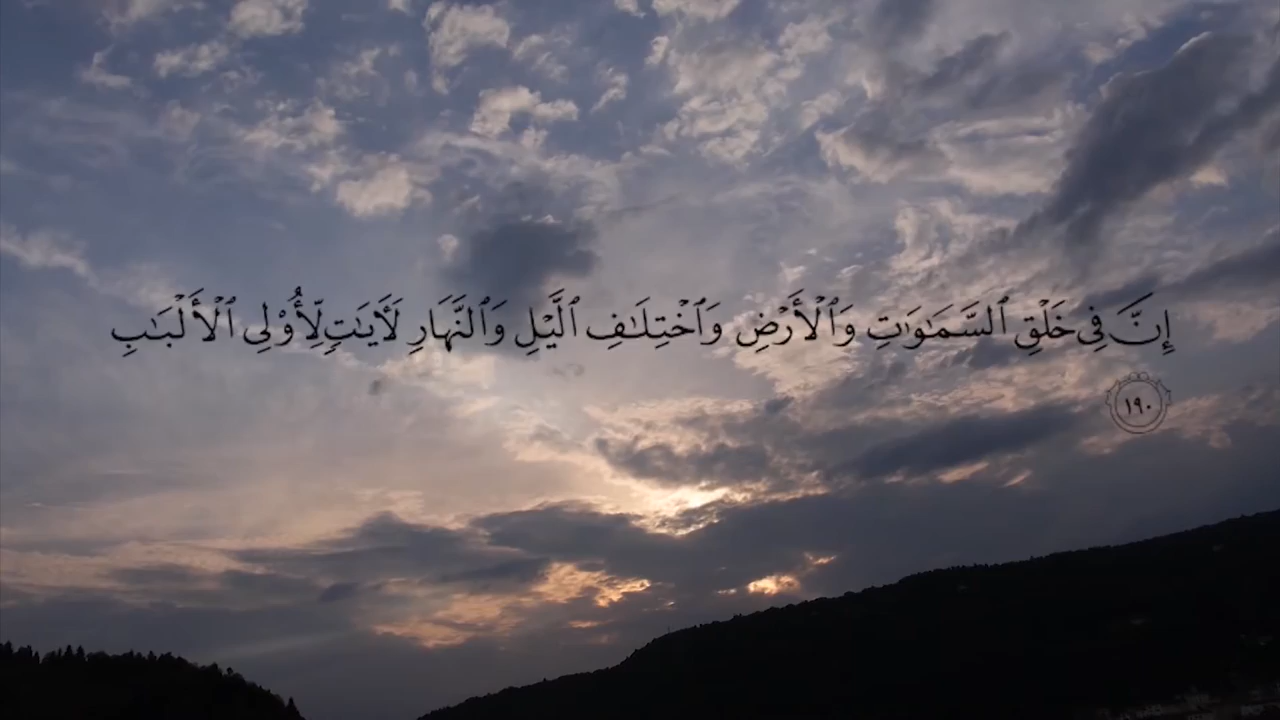 إِنَّ فِي خَلْقِ ٱلسَّمَٰوَٰتِ وَٱلْأَرْضِ وَٱخْتِلَٰفِ ٱلَّيْلِ وَٱلنَّهَارِ لَأٓيَٰتٍ لِّأُو۟لِى ٱلْأَلْبَٰبِ
١٩٠